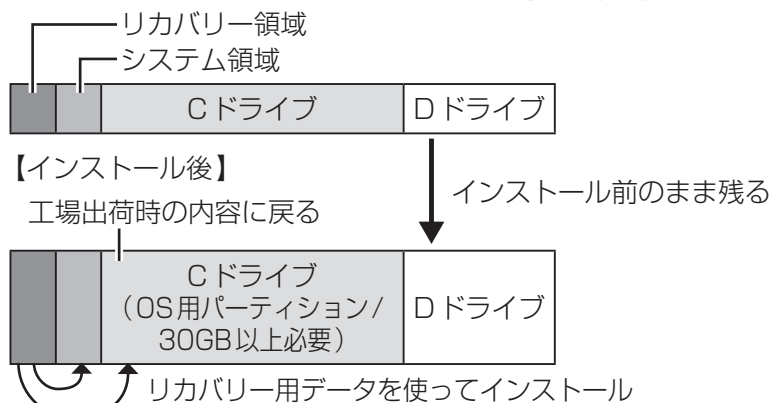 リカバリー領域
システム領域
Cドライブ
Dドライブ
【インストール後】
インストール前のまま残る
工場出荷時の内容に戻る
Cドライブ
(OS用パーティション/
30GB以上必要)
Dドライブ
リカバリー用データを使ってインストール